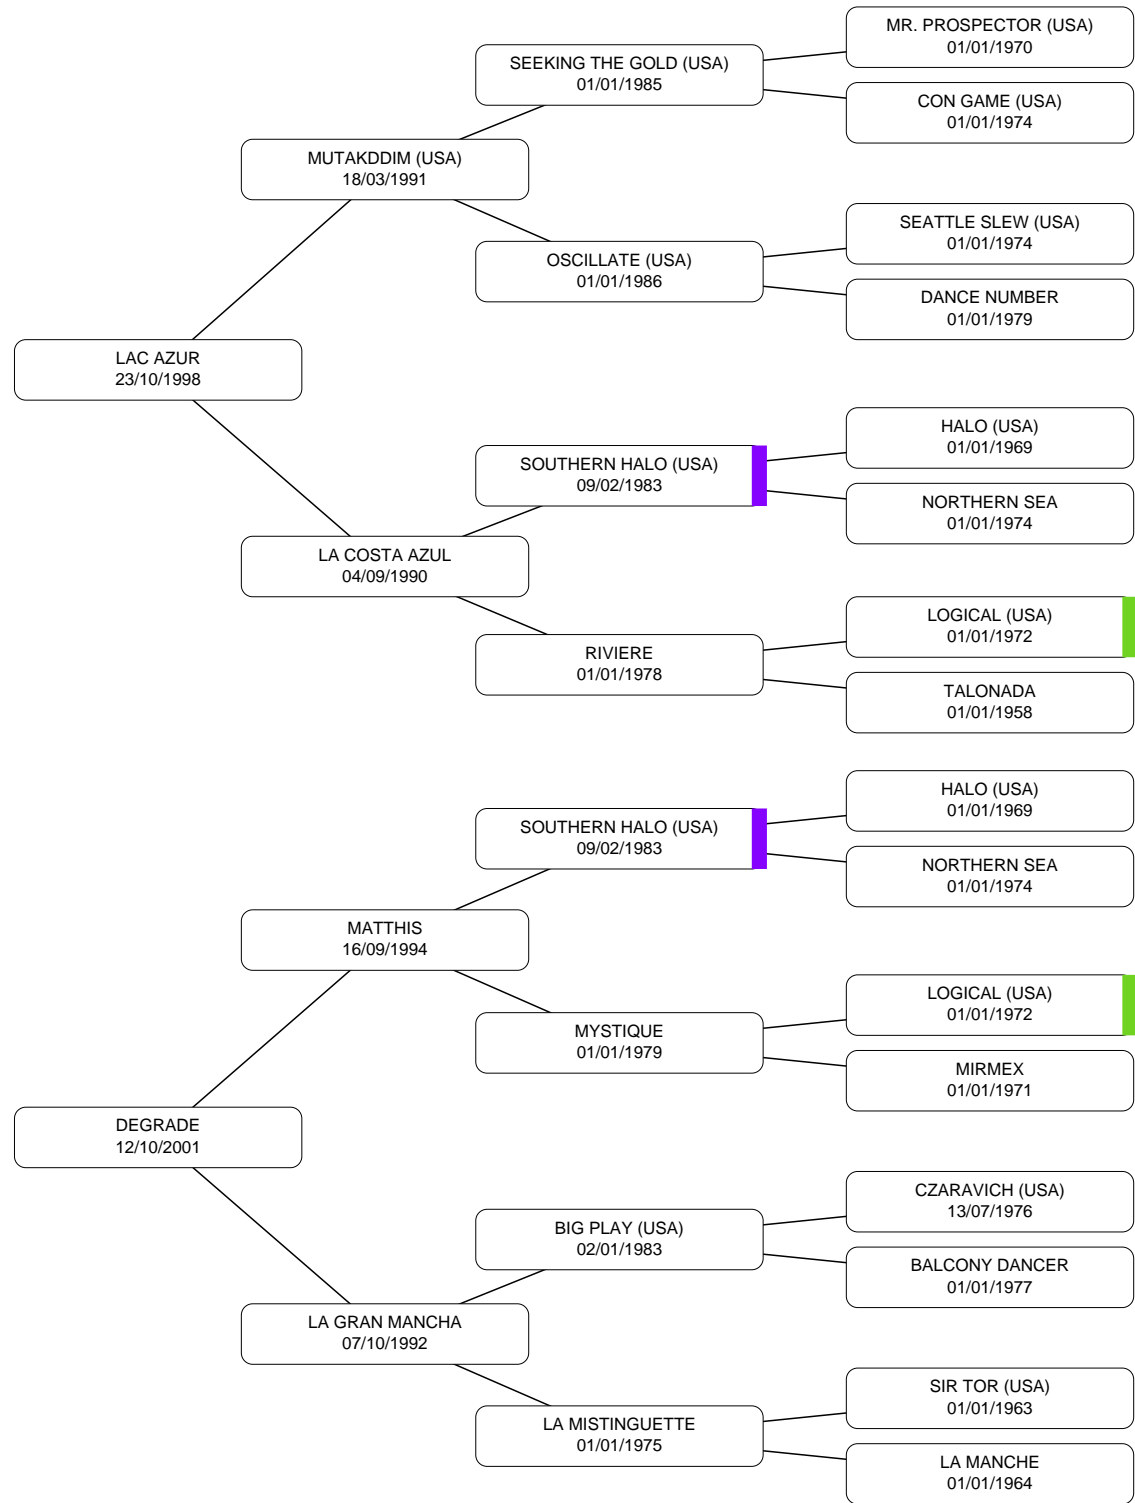 MR. PROSPECTOR (USA)
01/01/1970
SEEKING THE GOLD (USA)
01/01/1985
CON GAME (USA)
01/01/1974
MUTAKDDIM (USA)
18/03/1991
SEATTLE SLEW (USA)
01/01/1974
OSCILLATE (USA)
01/01/1986
DANCE NUMBER
01/01/1979
LAC AZUR
23/10/1998
HALO (USA)
01/01/1969
SOUTHERN HALO (USA)
09/02/1983
NORTHERN SEA
01/01/1974
LA COSTA AZUL
04/09/1990
LOGICAL (USA)
01/01/1972
RIVIERE
01/01/1978
TALONADA
01/01/1958
HALO (USA)
01/01/1969
SOUTHERN HALO (USA)
09/02/1983
NORTHERN SEA
01/01/1974
MATTHIS
16/09/1994
LOGICAL (USA)
01/01/1972
MYSTIQUE
01/01/1979
MIRMEX
01/01/1971
DEGRADE
12/10/2001
CZARAVICH (USA)
13/07/1976
BIG PLAY (USA)
02/01/1983
BALCONY DANCER
01/01/1977
LA GRAN MANCHA
07/10/1992
SIR TOR (USA)
01/01/1963
LA MISTINGUETTE
01/01/1975
LA MANCHE
01/01/1964